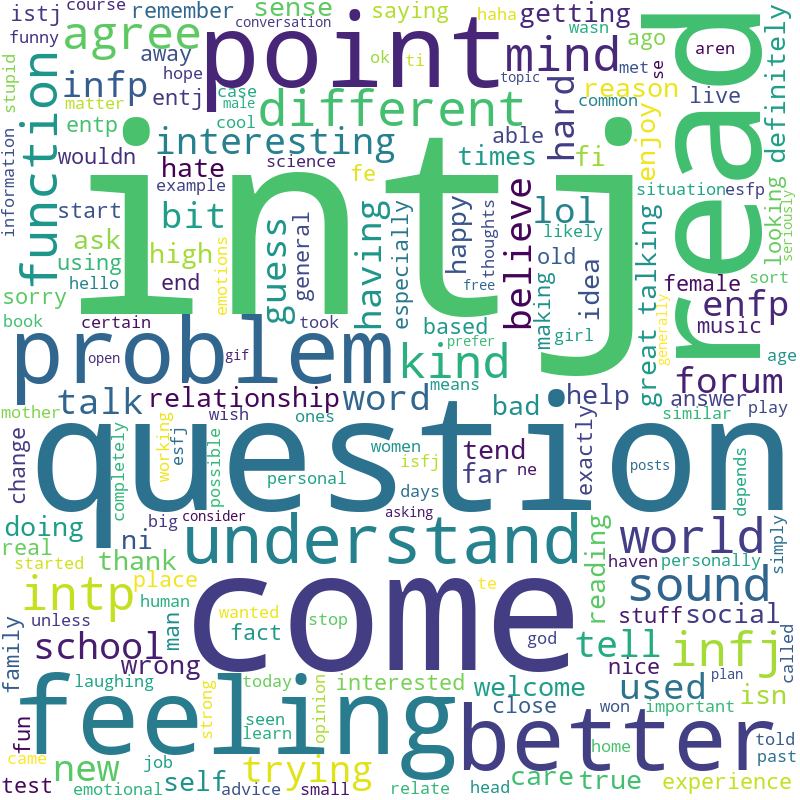 istj
course
remember
sense
saying
haha
getting
wasn
funny
conversation
ok
ti
agree
point
mind
ago
aren
stupid
away
hope
infp
entj
case
male
cool
different
topic
met
se
reason
live
definitely
matter
entp
interesting
able
hard
common
enjoy
read
function
wouldn
hate
science
times
fi
information
example
fe
intj
situation
esfp
start
bit
guess
general
having
especially
happy
thoughts
believe
lol
likely
looking
seriously
ask
high
using
hello
emotions
end
free
old
idea
making
great talking
sort
female
enfp
sorry
book
certain
took
based
prefer
girl
generally
music
age
problem
open
gif
kind
means
relationship
word
help
forum
answer
play
mother
talk
wish
ones
bad
exactly
similar
change
completely
working
esfj
possible
question
women
isfj
tend
far
ne
personal
days
posts
depends
doing
ni
big
consider
asking
understand
world
simply
real
started
thank
reading
haven
personally
intp
place
human
come
sound
wanted
te
stuff
social
called
unless
man
fact
stop
god
tell
infj
family
school
wrong
nice
plan
laughing
feeling
strong
today
interested
welcome
used
isn
fun
seen
learn
opinion
close
won
important
better
came
new
job
trying
home
told
past
test
emotional
self
advice
small
relate
head
care
true
experience